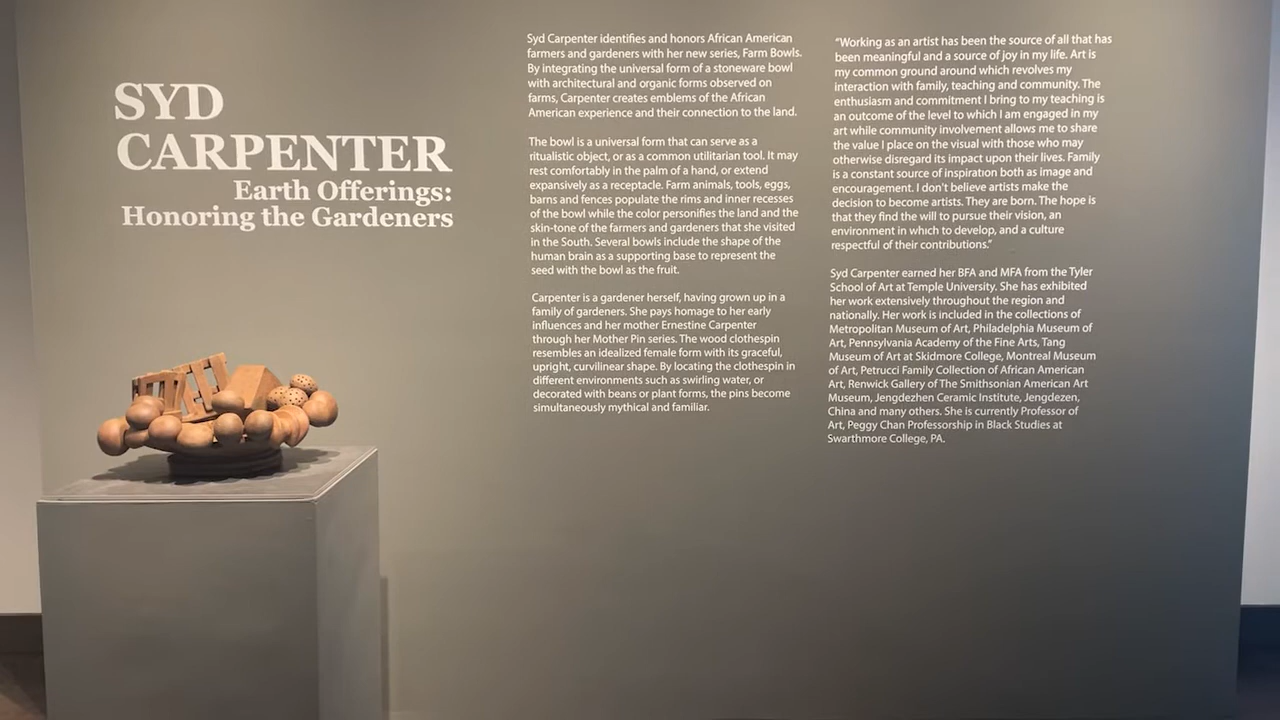 SYD
CARPENTER
Earth Offerings:
Honoring the Gardeners
Syd Carpenter identifies and honors African American
farmers and gardeners with her new series, Farm Bowls.
By integrating the universal form of a stoneware bowl
with architectural and organic forms observed on
farms, Carpenter creates emblems of the African
American experience and their connection to the land.
The bowl is a universal form that can serve as a
ritualistic object, or as a common utilitarian tool. It may
rest comfortably in the palm of a hand, or extend
expansively as a receptacle. Farm animals, tools, eggs,
barns and fences populate the rims and inner recesses
of the bowl while the color personifies the land and the
skin-tone of the farmers and gardeners that she visited
in the South. Several bowls include the shape of the
human brain as a supporting base to represent the
seed with the bowl as the fruit.
Carpenter is a gardener herself, having grown up in a
family of gardeners. She pays homage to her early
influences and her mother Ernestine Carpenter
through her Mother Pin series. The wood clothespin
resembles an idealized female form with its graceful,
upright, curvilinear shape. By locating the clothespin in
different environments such as swirling water, or
decorated with beans or plant forms, the pins become
simultaneously mythical and familiar.
“Working as an artist has been the source of all that has
been meaningful and a source of joy in my life. Art is
my common ground around which revolves my
interaction with family, teaching and community. The
enthusiasm and commitment I bring to my teaching is
an outcome of the level to which I am engaged in my
art while community involvement allows me to share
the value I place on the visual with those who may
otherwise disregard its impact upon their lives. Family
is a constant source of inspiration both as image and
encouragement. I don't believe artists make the
decision to become artists. They are born. The hope is
that they find the will to pursue their vision, an
environment in which to develop, and a culture
respectful of their contributions.”
Syd Carpenter earned her BFA and MFA from the Tyler
School of Art at Temple University. She has exhibited
her work extensively throughout the region and
nationally. Her work is included in the collections of
Metropolitan Museum of Art, Philadelphia Museum of
Art, Pennsylvania Academy of the Fine Arts, Tang
Museum of Art at Skidmore College, Montreal Museum
of Art, Petrucci Family Collection of African American
Art, Renwick Gallery of The Smithsonian American Art
Museum, Jengdezhen Ceramic Institute, Jengdezen,
China and many others. She is currently Professor of
Art, Peggy Chan Professorship in Black Studies at
Swarthmore College, PA.